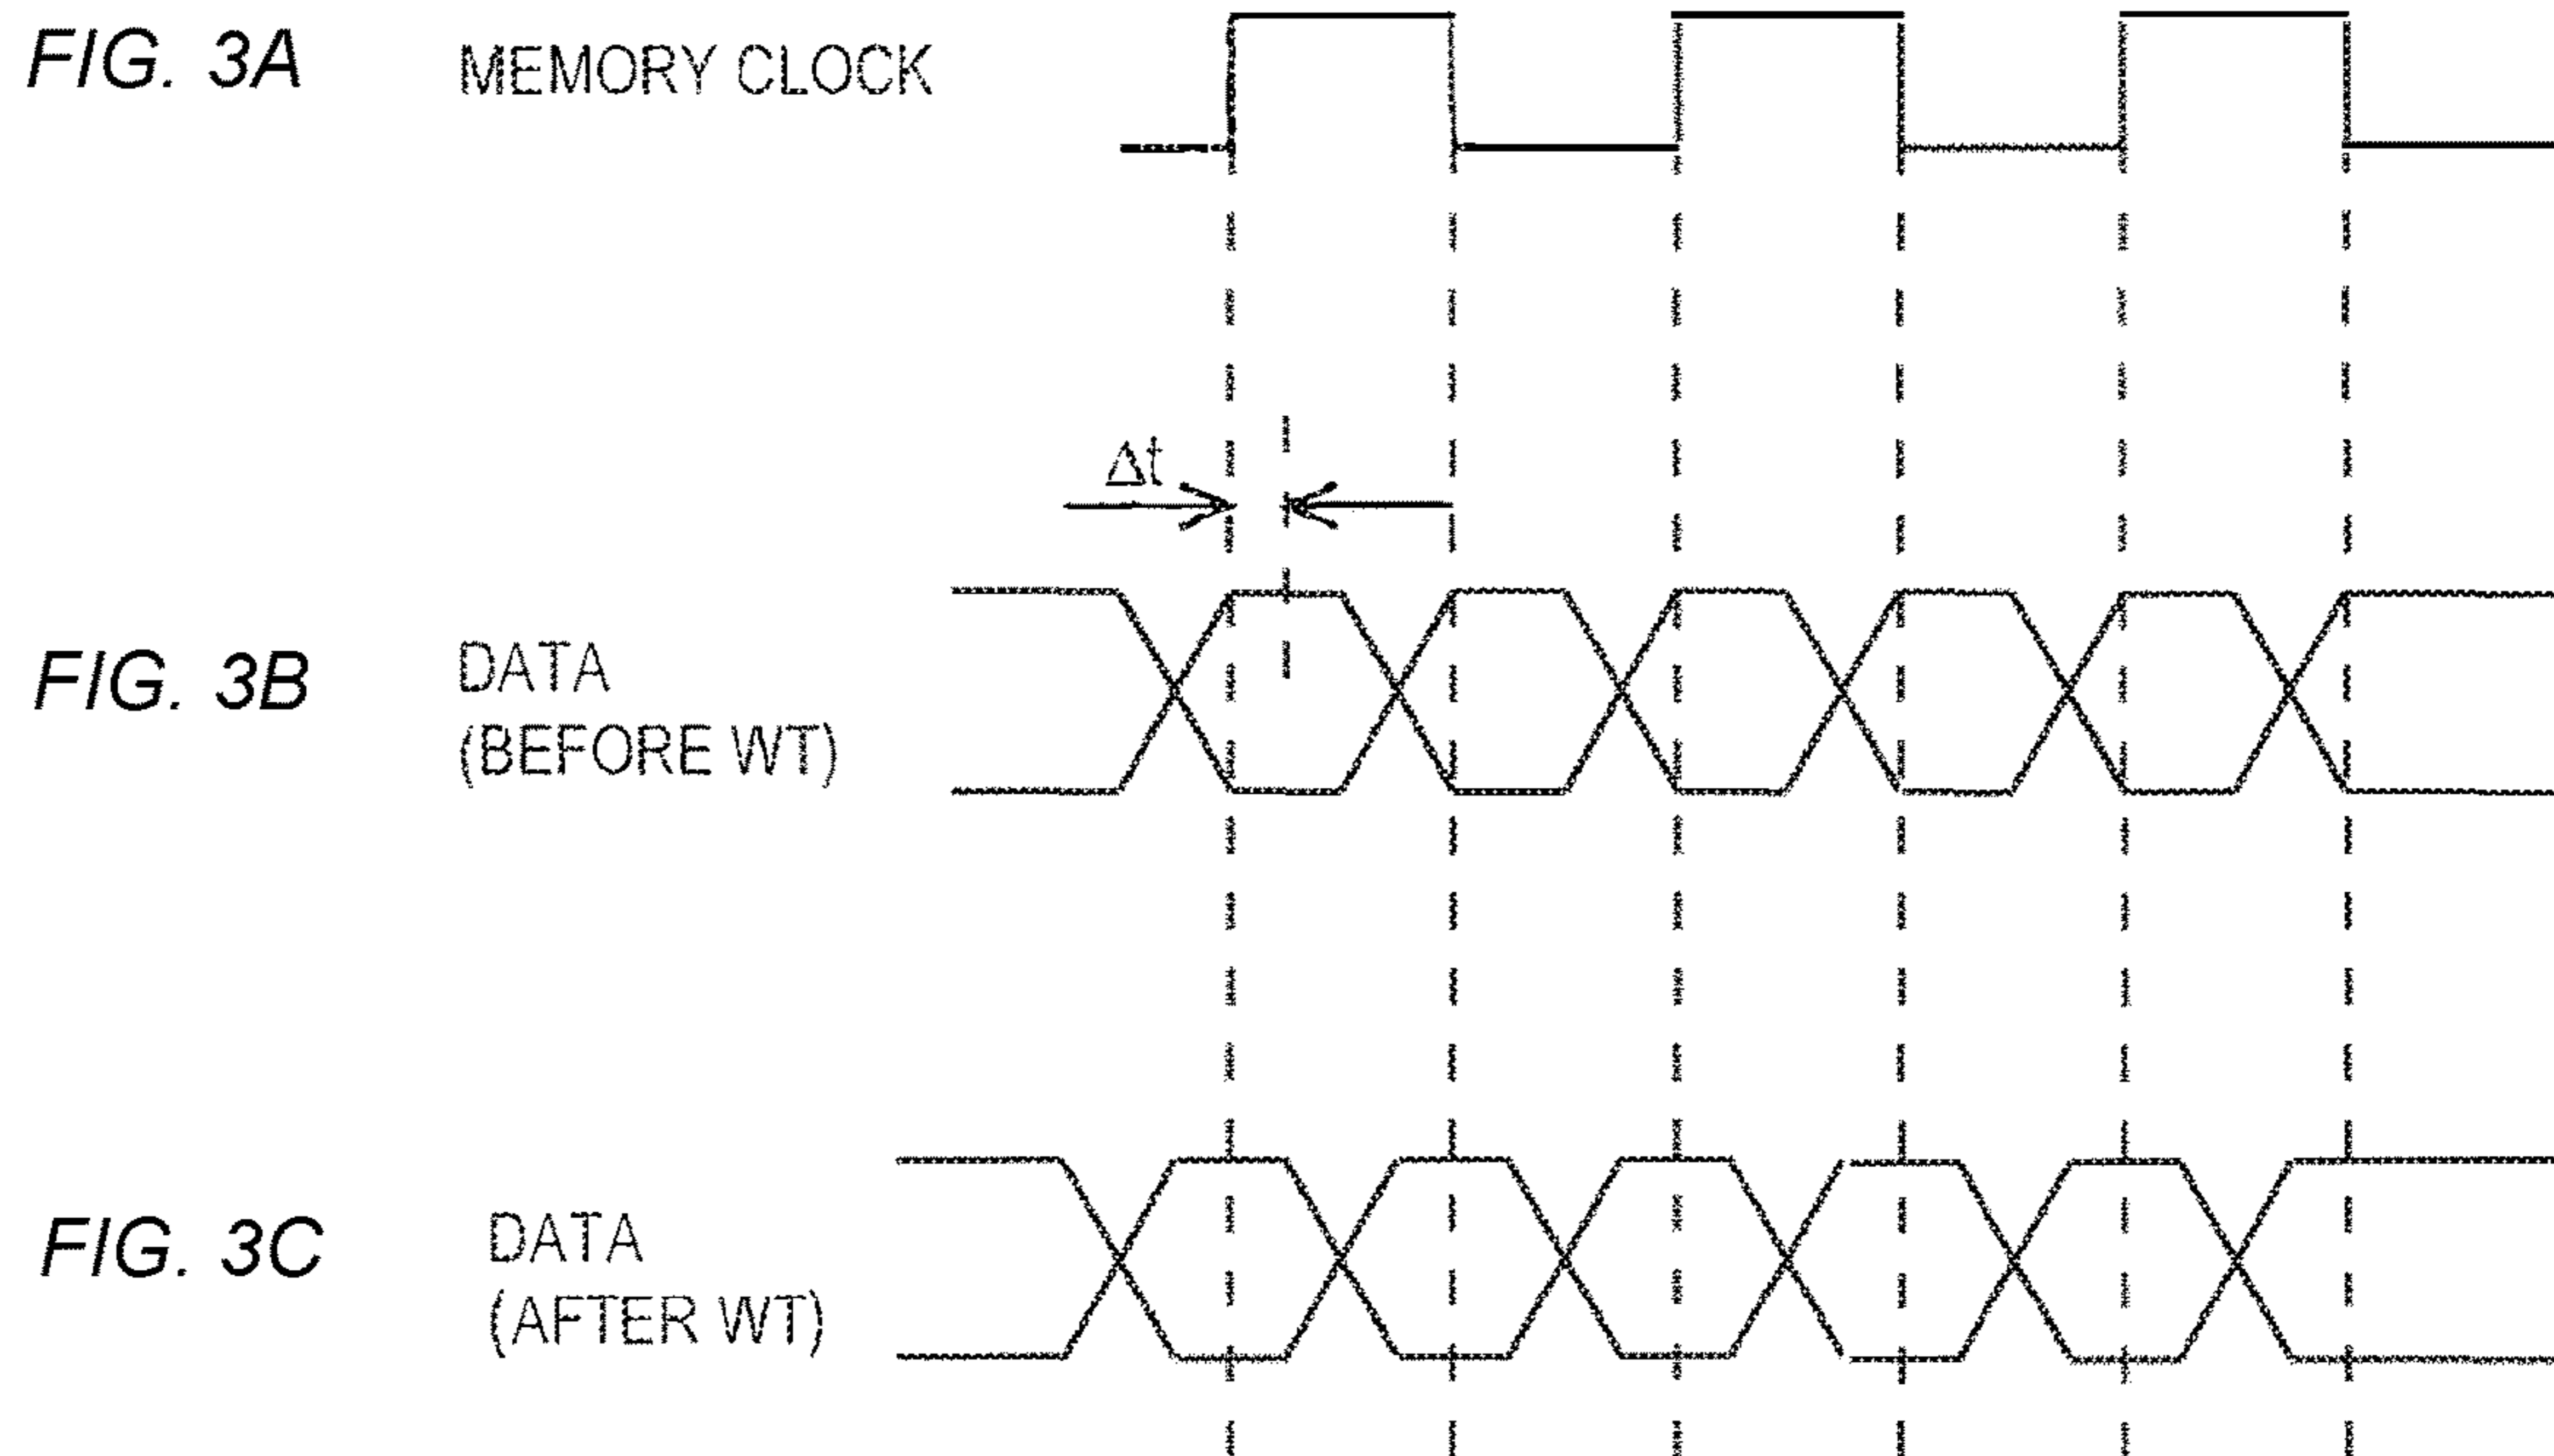 FIG. 3A MEMORY CLOCK
Δt
FIG. 3B DATA
(BEFORE WT)
FIG. 3C DATA
(AFTER WT)